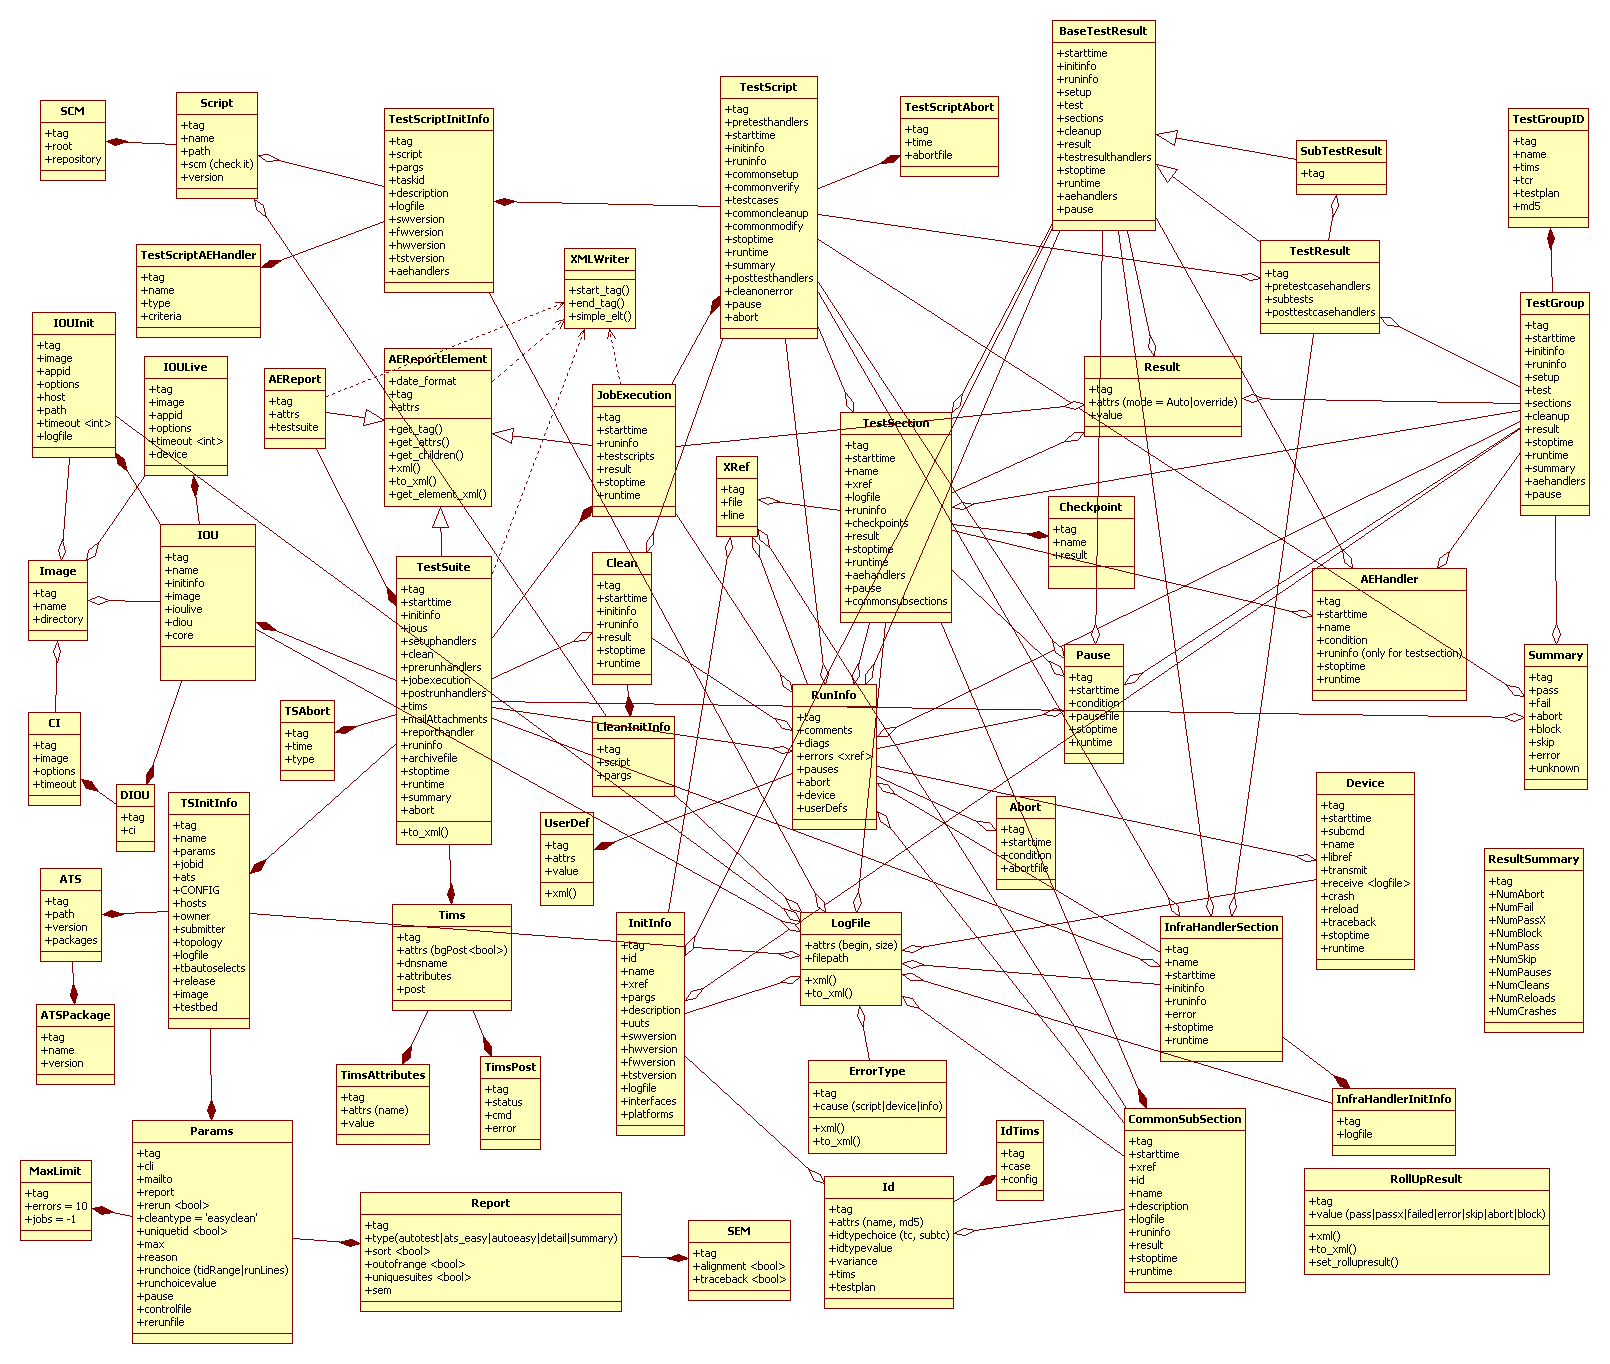 BaseTestResult
+starttime
+initinfo
+runinfo
+setup
+test
+sections
+cleanup
+result
+testresulthandlers
+stoptime
+runtime
+aehandlers
+pause
SCM
+tag
+root
+repository
Script
+tag
+name
+path
+scm (check it)
+version
TestScriptInitInfo
+tag
+script
+pargs
+taskid
+description
+logfile
+swversion
+fwversion
+hwversion
+tstversion
+aehandlers
TestScript
+tag
+pretesthandlers
+starttime
+initinfo
+runinfo
+commonsetup
+commonverify
+testcases
+commoncleanup
+commonmodify
+stoptime
+runtime
+summary
+posttesthandlers
+cleanonerror
+pause
+abort
TestScriptAbort
+tag
+time
+abortfile
SubTestResult
+tag
TestGroupID
+tag
+name
+tims
+tcr
+testplan
+md5
TestScriptAEHandler
+tag
+name
+type
+criteria
XMLWriter
+start_tag()
+end_tag()
+simple_elt()
TestResult
+tag
+pretestcasehandlers
+subtests
+posttestcasehandlers
TestGroup
+tag
+starttime
+initinfo
+runinfo
+setup
+test
+sections
+cleanup
+result
+stoptime
+runtime
+summary
+aehandlers
+pause
IOUInit
+tag
+image
+appid
+options
+host
+path
+timeout <int>
+logfile
IOULive
+tag
+image
+appid
+options
+timeout <int>
+device
AEReport
+tag
+attrs
+testsuite
AEReportElement
+date_format
+tag
+attrs
+get_tag()
+get_attrs()
+get_children()
+xml()
+to_xml()
+get_element_xml()
JobExecution
+tag
+starttime
+runinfo
+testscripts
+result
+stoptime
+runtime
Result
+tag
+attrs (mode = Auto|override)
+value
TestSection
+tag
+starttime
+name
+xref
+logfile
+runinfo
+checkpoints
+result
+stoptime
+runtime
+aehandlers
+pause
+commonsubsections
XRef
+tag
+file
+line
Checkpoint
+tag
+name
+result
IOU
+tag
+name
+initinfo
+image
+ioulive
+diou
+core
Image
+tag
+name
+directory
TestSuite
+tag
+starttime
+initinfo
+ious
+setuphandlers
+clean
+prerunhandlers
+jobexecution
+postrunhandlers
+tims
+mailAttachments
+reporthandler
+runinfo
+archivefile
+stoptime
+runtime
+summary
+abort
+to_xml()
Clean
+tag
+starttime
+initinfo
+runinfo
+result
+stoptime
+runtime
AEHandler
+tag
+starttime
+name
+condition
+runinfo (only for testsection)
+stoptime
+runtime
Pause
+tag
+starttime
+condition
+pausefile
+stoptime
+runtime
Summary
+tag
+pass
+fail
+abort
+block
+skip
+error
+unknown
RunInfo
+tag
+comments
+diags
+errors <xref>
+pauses
+abort
+device
+userDefs
TSAbort
+tag
+time
+type
CI
+tag
+image
+options
+timeout
CleanInitInfo
+tag
+script
+pargs
DIOU
+tag
+ci
TSInitInfo
+tag
+name
+params
+jobid
+ats
+CONFIG
+hosts
+owner
+submitter
+topology
+logfile
+tbautoselects
+release
+image
+testbed
UserDef
+tag
+attrs
+value
+xml()
Abort
+tag
+starttime
+condition
+abortfile
Device
+tag
+starttime
+subcmd
+name
+libref
+transmit
+receive <logfile>
+crash
+reload
+traceback
+stoptime
+runtime
ResultSummary
+tag
+NumAbort
+NumFail
+NumPassX
+NumBlock
+NumPass
+NumSkip
+NumPauses
+NumCleans
+NumReloads
+NumCrashes
ATS
+tag
+path
+version
+packages
Tims
+tag
+attrs (bgPost<bool>)
+dnsname
+attributes
+post
InitInfo
+tag
+id
+name
+xref
+pargs
+description
+uuts
+swversion
+hwversion
+fwversion
+tstversion
+logfile
+interfaces
+platforms
LogFile
+attrs (begin, size)
+filepath
+xml()
+to_xml()
InfraHandlerSection
+tag
+name
+starttime
+initinfo
+runinfo
+error
+stoptime
+runtime
ATSPackage
+tag
+name
+version
TimsAttributes
+tag
+attrs (name)
+value
TimsPost
+tag
+status
+cmd
+error
ErrorType
+tag
+cause (script|device|info)
+xml()
+to_xml()
InfraHandlerInitInfo
+tag
+logfile
Params
+tag
+cli
+mailto
+report
+rerun <bool>
+cleantype = 'easyclean'
+uniquetid <bool>
+max
+reason
+runchoice (tidRange|runLines)
+runchoicevalue
+pause
+controlfile
+rerunfile
MaxLimit
+tag
+errors = 10
+jobs = -1
Report
+tag
+type(autotest|ats_easy|autoeasy|detail|summary)
+sort <bool>
+outofrange <bool>
+uniquesuites <bool>
+sem
SEM
+tag
+alignment <bool>
+traceback <bool>
Id
+tag
+attrs (name, md5)
+idtypechoice (tc, subtc)
+idtypevalue
+variance
+tims
+testplan
IdTims
+tag
+case
+config
CommonSubSection
+tag
+starttime
+xref
+id
+name
+description
+logfile
+runinfo
+result
+stoptime
+runtime
RollUpResult
+tag
+value (pass|passx|failed|error|skip|abort|block)
+xml()
+to_xml()
+set_rollupresult()